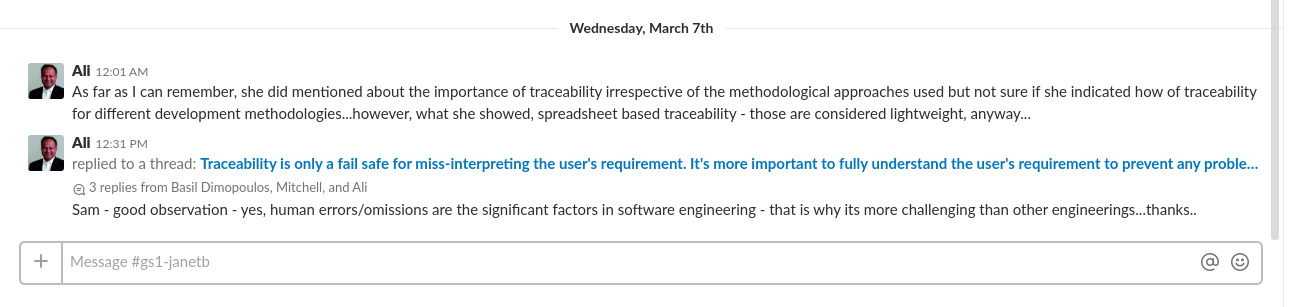 Wednesday, March 7th
Ali 12:01 AM
As far as I can remember, she did mentioned about the importance of traceability irrespective of the methodological approaches used but not sure if she indicated how of traceability
for different development methodologies...however, what she showed, spreadsheet based traceability - those are considered lightweight, anyway...
Ali 12:31 PM
replied to a thread: Traceability is only a fail safe for miss-interpreting the user's requirement. It's more important to fully understand the user's requirement to prevent any proble...
3 replies from Basil Dimopoulos, Mitchell, and Ali
Sam - good observation - yes, human errors/omissions are the significant factors in software engineering - that is why its more challenging than other engineerings...thanks..
+ Message #gs1-janetb @